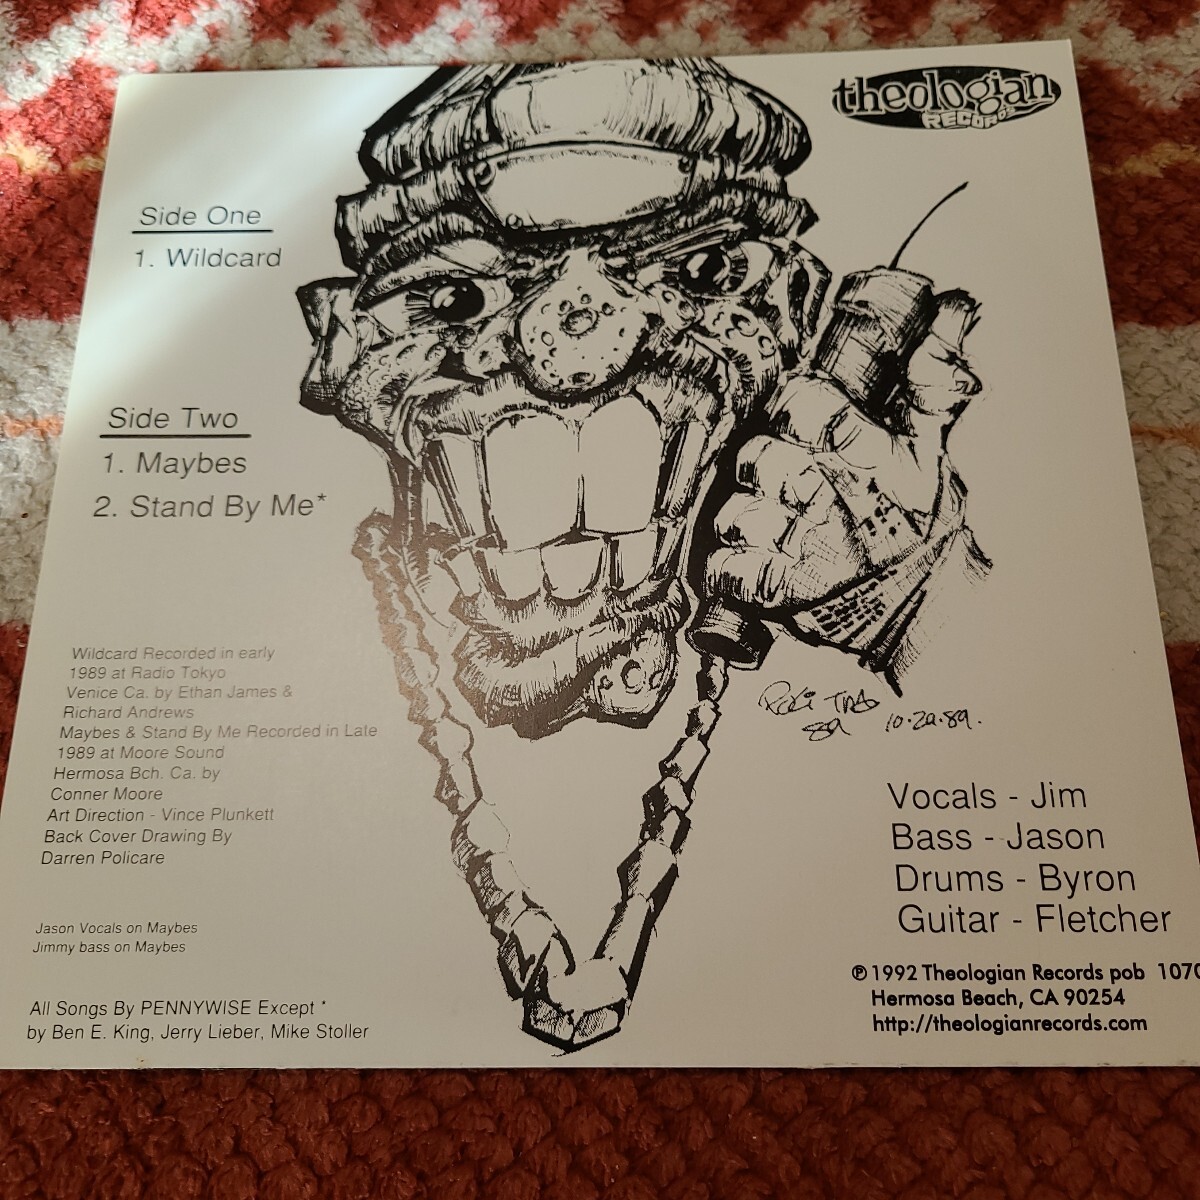 theologian
RECORDS
Side One
1. Wildcard
Side Two
1. Maybes
2. Stand By Me*
Wildcard Recorded in early
1989 at Radio Tokyo
Venice Ca. by Ethan James &
Richard Andrews
Maybes & Stand By Me Recorded in Late
1989 at Moore Sound
Hermosa Bch. Ca. by
Conner Moore
Art Direction - Vince Plunkett
Back Cover Drawing By
Darren Policare
Jason Vocals on Maybes
Jimmy bass on Maybes
All Songs By PENNYWISE Except *
by Ben E. King, Jerry Lieber, Mike Stoller
89
10·20·89.
Vocals - Jim
Bass - Jason
Drums - Byron
Guitar - Fletcher
℗ 1992 Theologian Records pob 1070
Hermosa Beach, CA 90254
http://theologianrecords.com